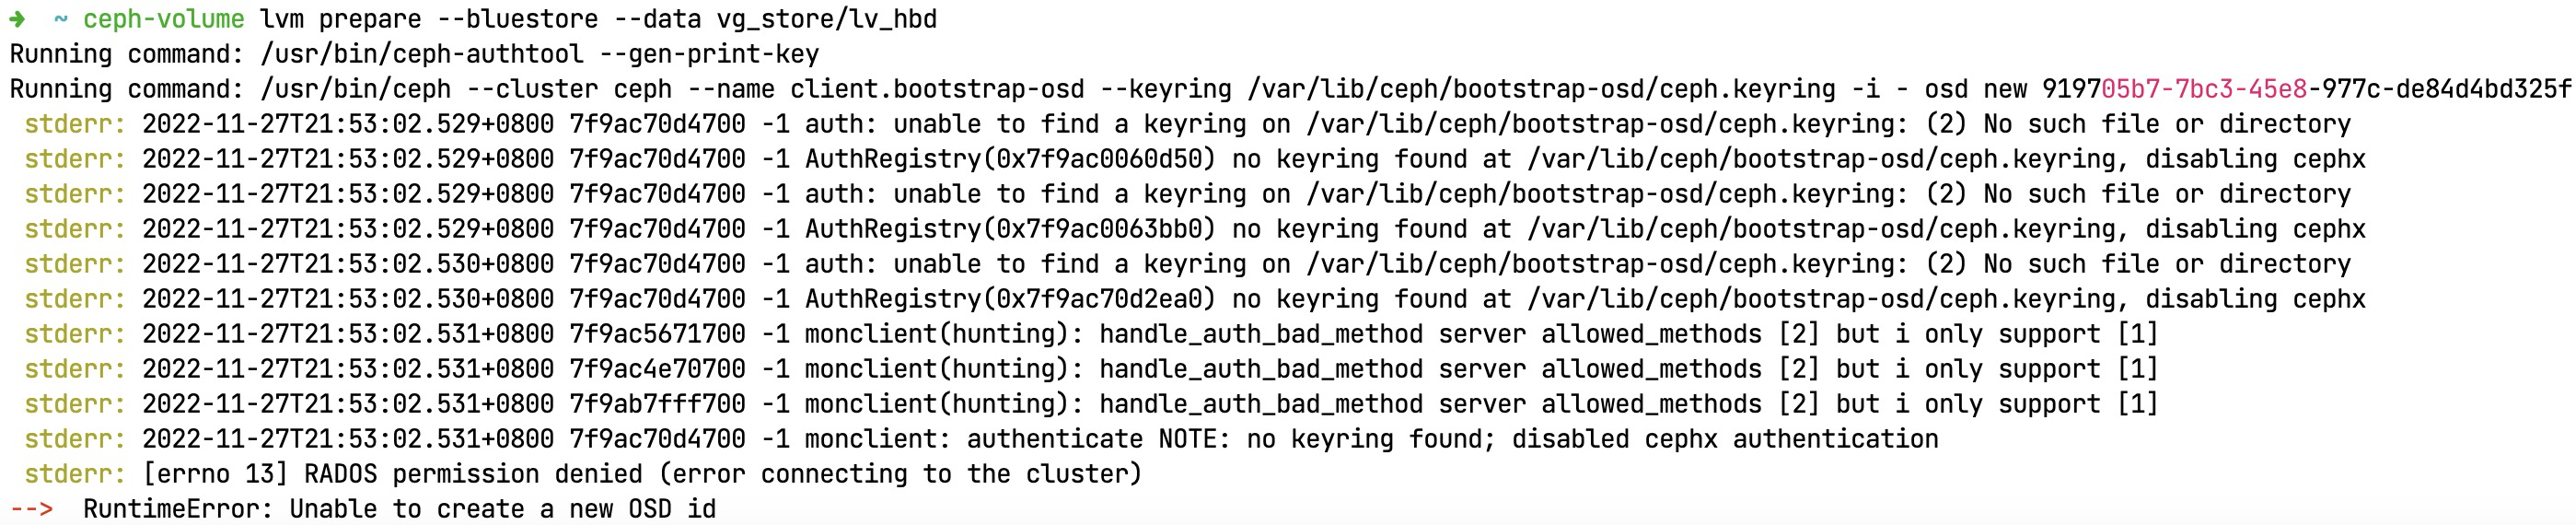 ➜  ~ ceph-volume lvm prepare --bluestore --data vg_store/lv_hbd
Running command: /usr/bin/ceph-authtool --gen-print-key
Running command: /usr/bin/ceph --cluster ceph --name client.bootstrap-osd --keyring /var/lib/ceph/bootstrap-osd/ceph.keyring -i - osd new 919705b7-7bc3-45e8-977c-de84d4bd325f
 stderr: 2022-11-27T21:53:02.529+0800 7f9ac70d4700 -1 auth: unable to find a keyring on /var/lib/ceph/bootstrap-osd/ceph.keyring: (2) No such file or directory
 stderr: 2022-11-27T21:53:02.529+0800 7f9ac70d4700 -1 AuthRegistry(0x7f9ac0060d50) no keyring found at /var/lib/ceph/bootstrap-osd/ceph.keyring, disabling cephx
 stderr: 2022-11-27T21:53:02.529+0800 7f9ac70d4700 -1 auth: unable to find a keyring on /var/lib/ceph/bootstrap-osd/ceph.keyring: (2) No such file or directory
 stderr: 2022-11-27T21:53:02.529+0800 7f9ac70d4700 -1 AuthRegistry(0x7f9ac0063bb0) no keyring found at /var/lib/ceph/bootstrap-osd/ceph.keyring, disabling cephx
 stderr: 2022-11-27T21:53:02.530+0800 7f9ac70d4700 -1 auth: unable to find a keyring on /var/lib/ceph/bootstrap-osd/ceph.keyring: (2) No such file or directory
 stderr: 2022-11-27T21:53:02.530+0800 7f9ac70d4700 -1 AuthRegistry(0x7f9ac70d2ea0) no keyring found at /var/lib/ceph/bootstrap-osd/ceph.keyring, disabling cephx
 stderr: 2022-11-27T21:53:02.531+0800 7f9ac5671700 -1 monclient(hunting): handle_auth_bad_method server allowed_methods [2] but i only support [1]
 stderr: 2022-11-27T21:53:02.531+0800 7f9ac4e70700 -1 monclient(hunting): handle_auth_bad_method server allowed_methods [2] but i only support [1]
 stderr: 2022-11-27T21:53:02.531+0800 7f9ab7fff700 -1 monclient(hunting): handle_auth_bad_method server allowed_methods [2] but i only support [1]
 stderr: 2022-11-27T21:53:02.531+0800 7f9ac70d4700 -1 monclient: authenticate NOTE: no keyring found; disabled cephx authentication
 stderr: [errno 13] RADOS permission denied (error connecting to the cluster)
-->  RuntimeError: Unable to create a new OSD id